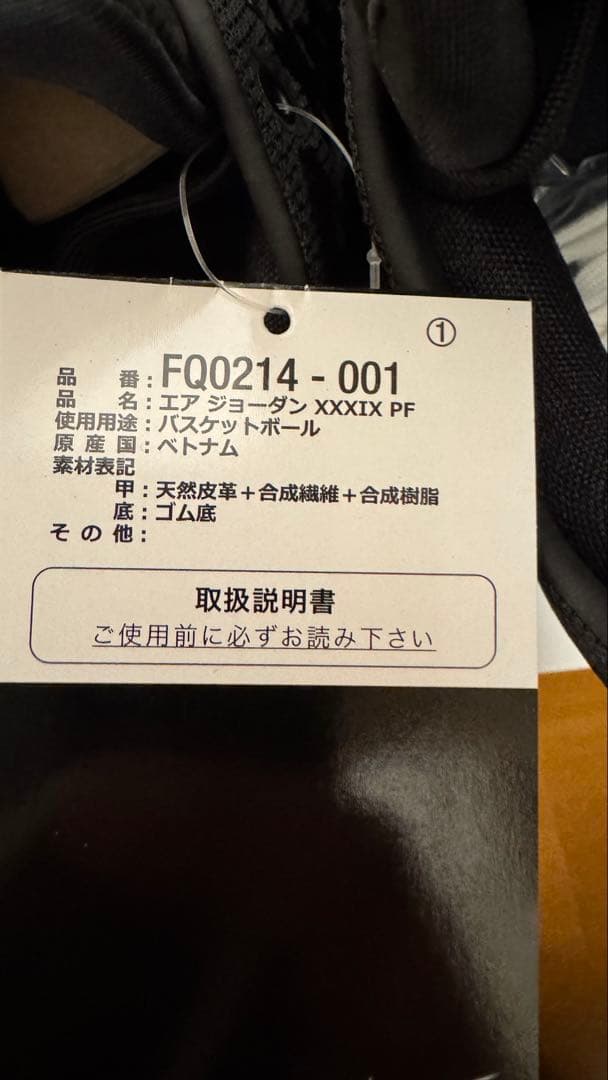 ①
品番：FQ0214 - 001
品名：エア ジョーダン XXXIX PF
使用用途：バスケットボール
原産国：ベトナム
素材表記
甲：天然皮革＋合成繊維＋合成樹脂
底：ゴム底
その他：
取扱説明書
ご使用前に必ずお読み下さい